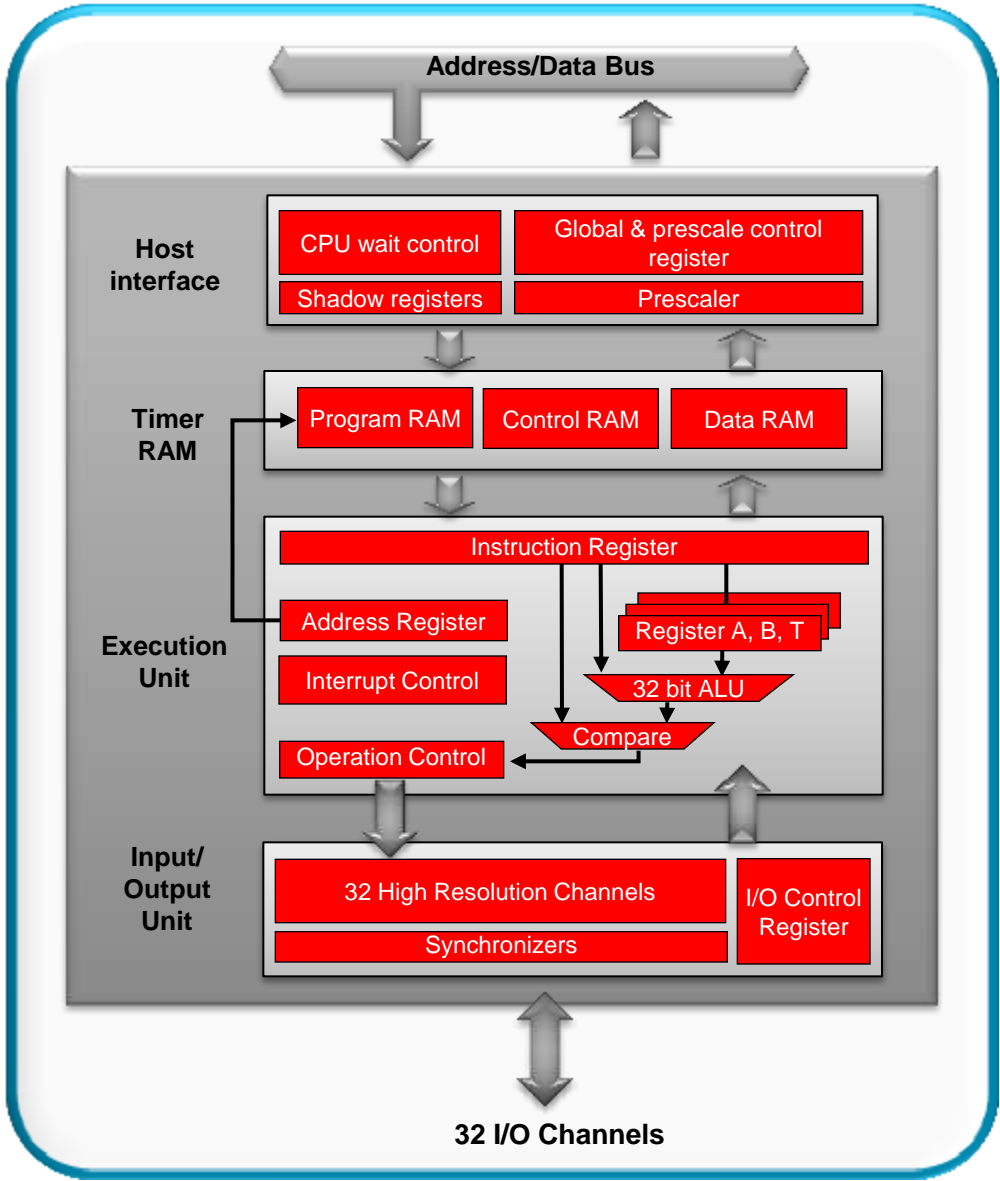 Address/Data Bus
Host
interface
CPU wait control
Global & prescale control
register
Shadow registers
Prescaler
Timer
RAM
Program RAM
Control RAM
Data RAM
Execution
Unit
Instruction Register
Address Register
Register A, B, T
Interrupt Control
32 bit ALU
Compare
Operation Control
Input/
Output
Unit
32 High Resolution Channels
Synchronizers
I/O Control
Register
32 I/O Channels